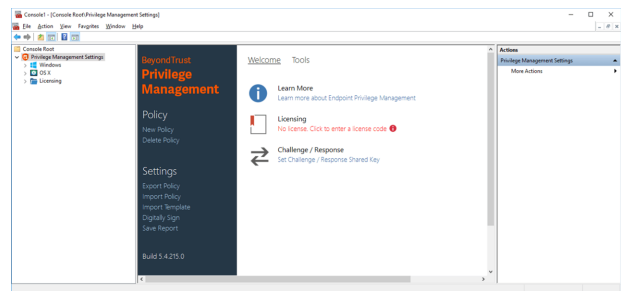 Console1 - [Console Root\Privilege Management Settings]
File Action View Favorites Window Help
Console Root
Privilege Management Settings
Windows
OS X
Licensing
BeyondTrust
Privilege
Management
Policy
New Policy
Delete Policy
Settings
Export Policy
Import Policy
Import Template
Digitally Sign
Save Report
Build 5.4.215.0
Welcome Tools
Learn More
Learn more about Endpoint Privilege Management
Licensing
No license. Click to enter a license code
Challenge / Response
Set Challenge / Response Shared Key
Actions
Privilege Management Settings
More Actions